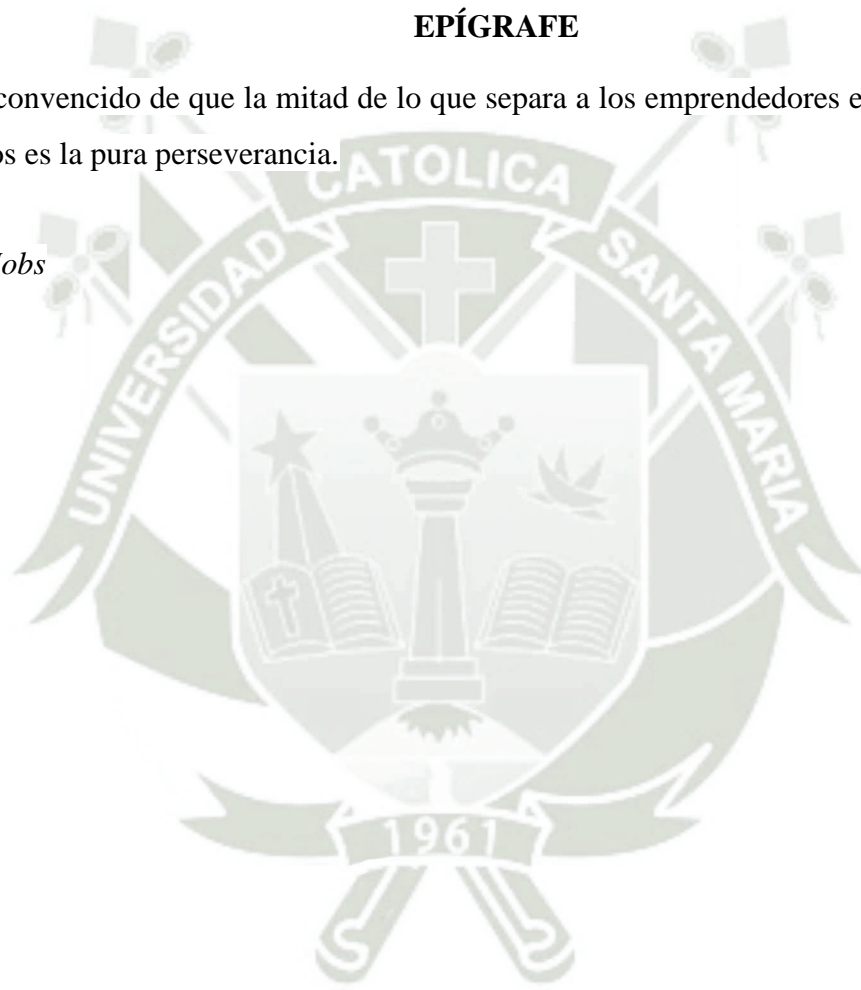 EPÍGRAFE
convencido de que la mitad de lo que separa a los emprendedores
os es la pura perseverancia.
CATOLICA
UNIVERSIDAD
SANTA MARIA
Jobs
1961